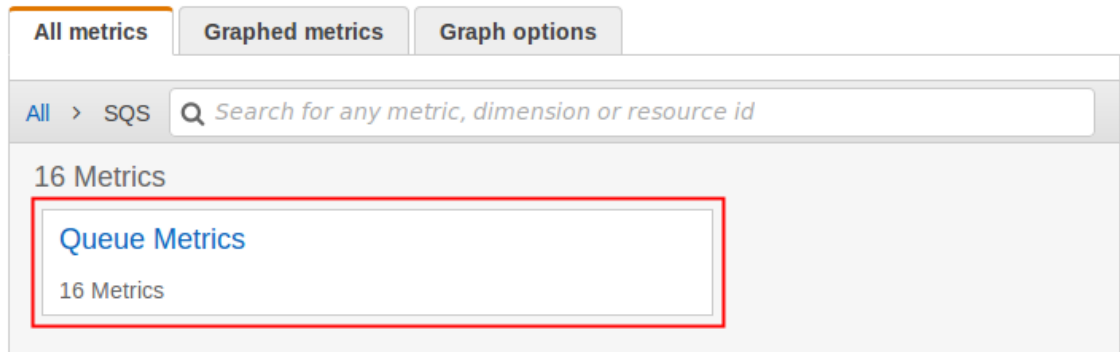 All metrics Graphed metrics Graph options
All > SQS Search for any metric, dimension or resource id
16 Metrics
Queue Metrics
16 Metrics